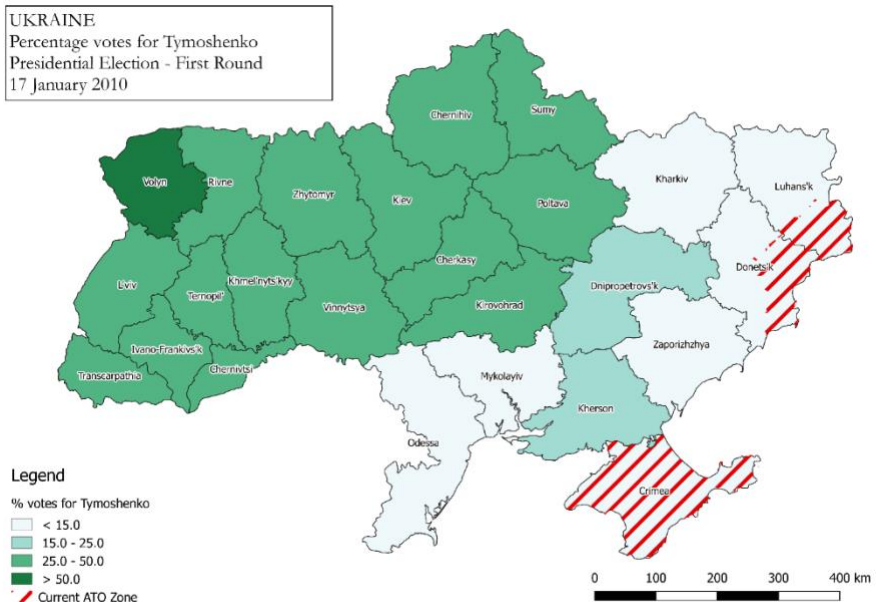 UKRAINE
Percentage votes for Tymoshenko
Presidential Election - First Round
17 January 2010
Chernihiv
Sumy
Volyn
Rivne
Zhytomyr
Kiev
Poltava
Kharkiv
Luhans'k
L'viv
Ternopil'
Khmel'nyts'kyy
Vinnytsya
Cherkasy
Kirovohrad
Dnipropetrovs'k
Donets'k
Ivano-Frankivs'k
Transcarpathia
Chernivtsi
Zaporizhzhya
Mykolayiv
Kherson
Odessa
Crimea
Legend
% votes for Tymoshenko
< 15.0
15.0 - 25.0
25.0 - 50.0
> 50.0
Current ATO Zone
0 100 200 300 400 km